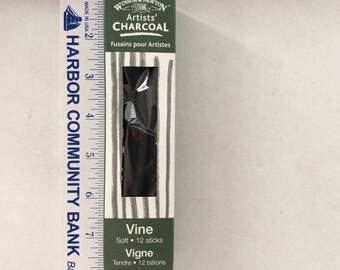 WINSOR & NEWTON
Artists'
CHARCOAL
Fusains pour Artistes
Vine
Soft • 12 sticks
Vigne
Tendre • 12 bâtons
MADE IN USA
HARBOR COMMUNITY BANK
2
3
4
5
6
7